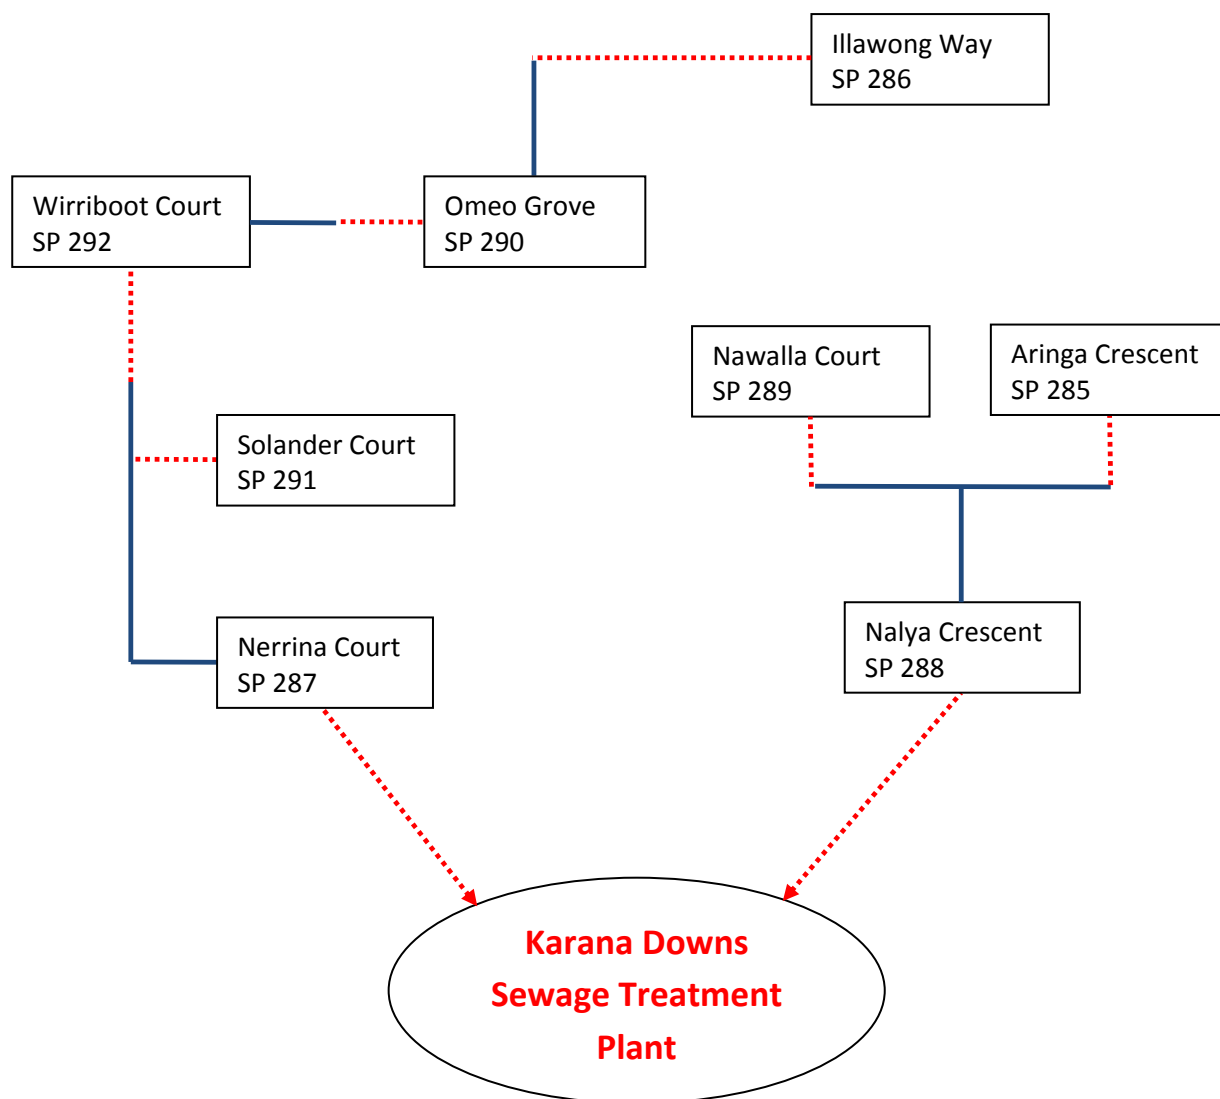 Illawong Way
SP 286
Wirriboot Court
SP 292
Omeo Grove
SP 290
Nawalla Court
SP 289
Aringa Crescent
SP 285
Solander Court
SP 291
Nerrina Court
SP 287
Nalya Crescent
SP 288
Karana Downs
Sewage Treatment
Plant